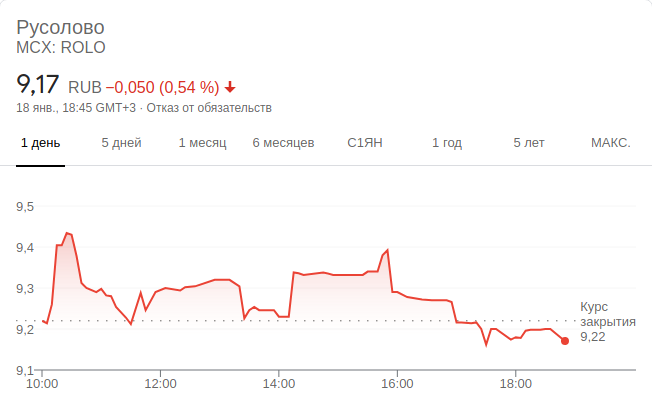 Русолово
MCX: ROLO
9,17 RUB −0,050 (0,54 %)
18 янв., 18:45 GMT+3 · Отказ от обязательств
1 день 5 дней 1 месяц 6 месяцев С1ЯН 1 год 5 лет МАКС.
9,5
9,4
9,3
9,2
9,1
Курс
закрытия
9,22
10:00 12:00 14:00 16:00 18:00